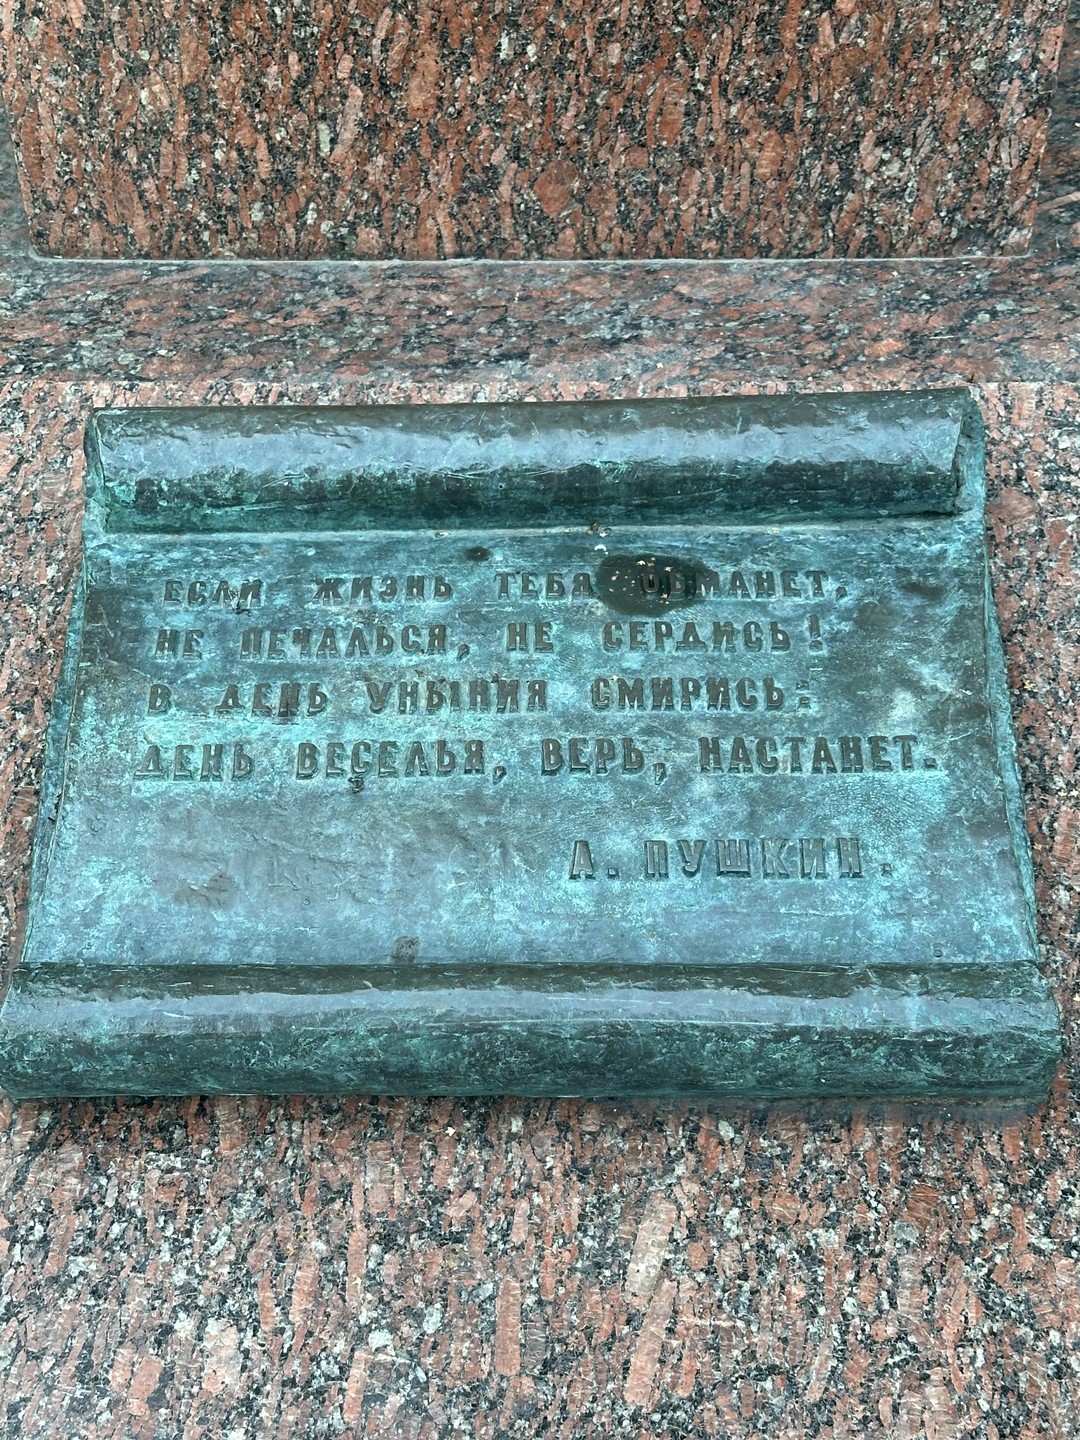 ЕСЛИ ЖИЗНЬ ТЕБЯ ОБМАНЕТ,
НЕ ПЕЧАЛЬСЯ, НЕ СЕРДИСЬ!
В ДЕНЬ УНЫНИЯ СМИРИСЬ:
ДЕНЬ ВЕСЕЛЬЯ, ВЕРЬ, НАСТАНЕТ.
А. ПУШКИН.